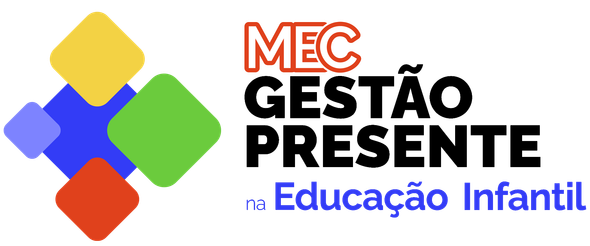 MEC
GESTÃO
PRESENTE
na Educação Infantil